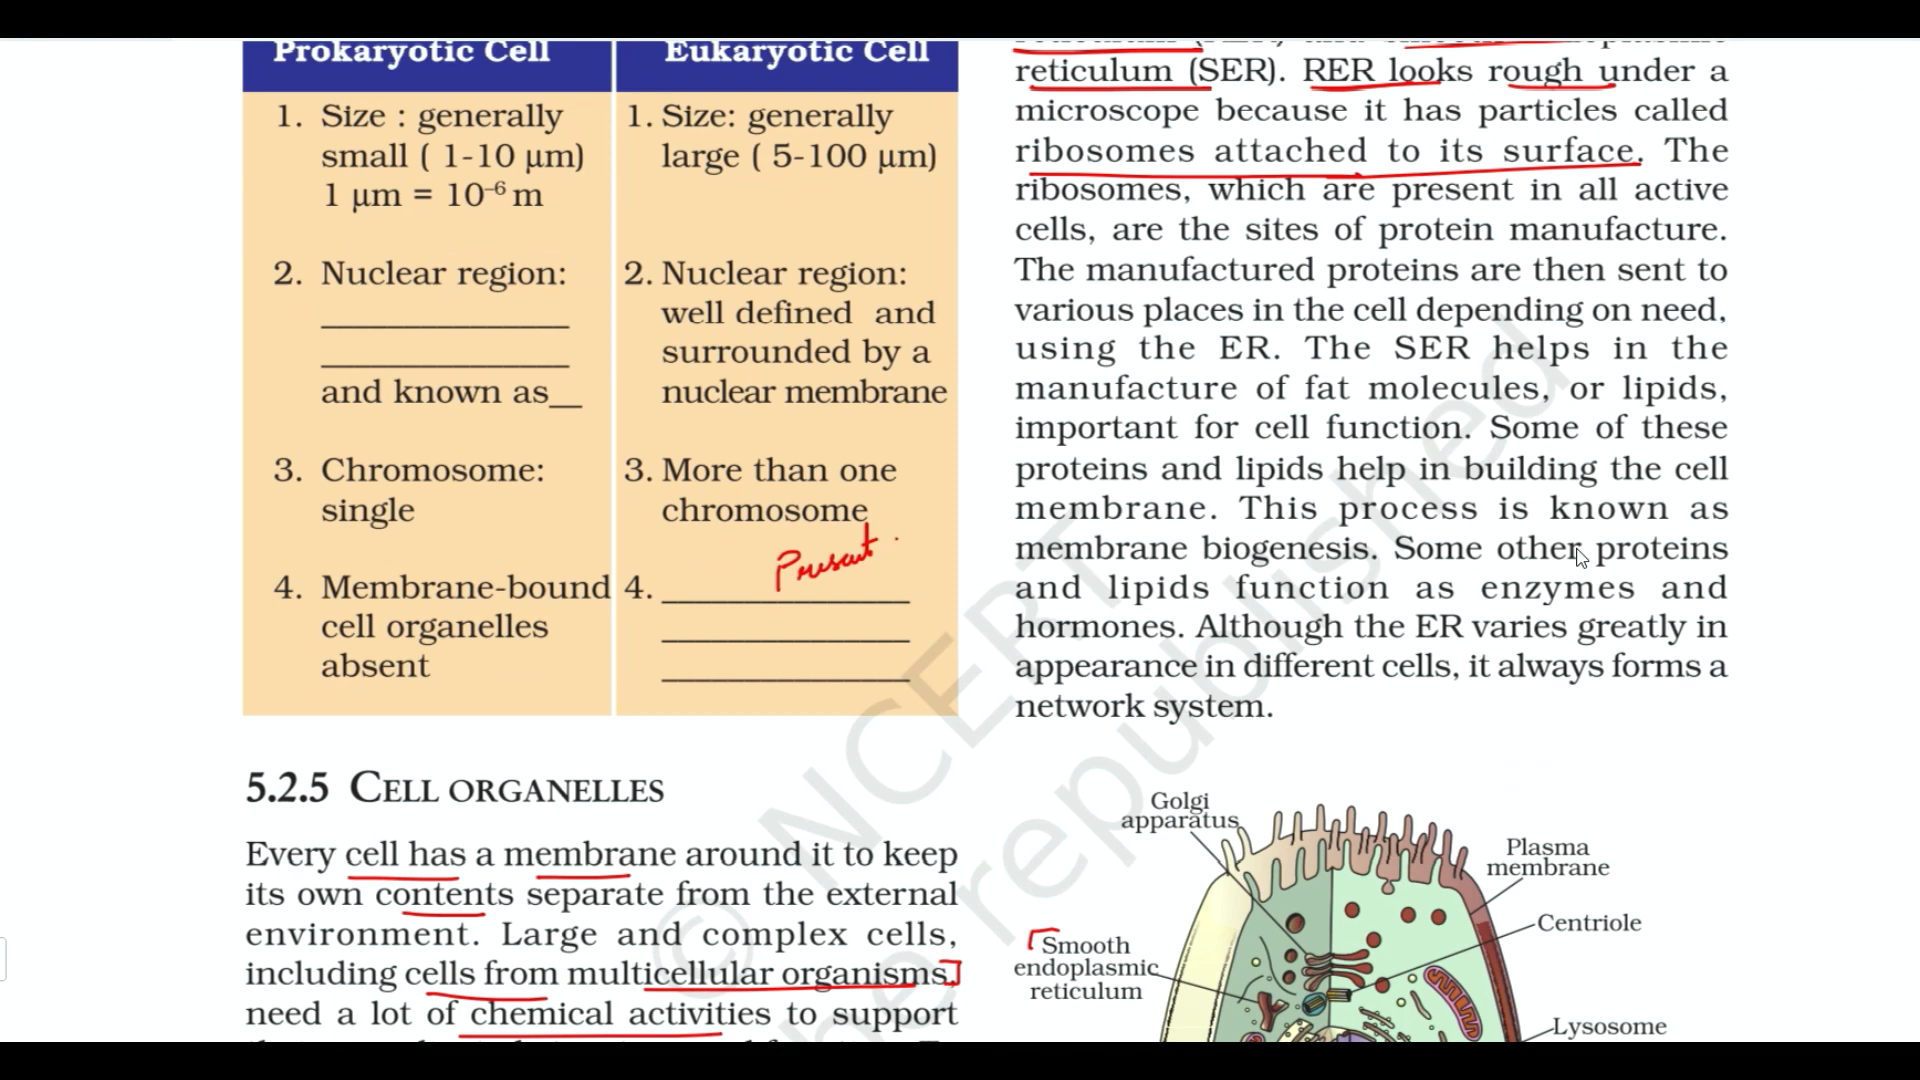 Prokaryotic Cell
Eukaryotic Cell
1. Size : generally
small ( 1-10 µm)
1 µm = 10⁻⁶ m
1. Size: generally
large ( 5-100 µm)
2. Nuclear region:
_______________
_______________
and known as__
2. Nuclear region:
well defined and
surrounded by a
nuclear membrane
3. Chromosome:
single
3. More than one
chromosome
4. Membrane-bound
cell organelles
absent
4. _______________
Present
_______________
_______________
5.2.5 CELL ORGANELLES
Every cell has a membrane around it to keep
its own contents separate from the external
environment. Large and complex cells,
including cells from multicellular organisms,
need a lot of chemical activities to support
reticulum (SER). RER looks rough under a
microscope because it has particles called
ribosomes attached to its surface. The
ribosomes, which are present in all active
cells, are the sites of protein manufacture.
The manufactured proteins are then sent to
various places in the cell depending on need,
using the ER. The SER helps in the
manufacture of fat molecules, or lipids,
important for cell function. Some of these
proteins and lipids help in building the cell
membrane. This process is known as
membrane biogenesis. Some other proteins
and lipids function as enzymes and
hormones. Although the ER varies greatly in
appearance in different cells, it always forms a
network system.
Golgi
apparatus
Plasma
membrane
Centriole
Smooth
endoplasmic
reticulum
Lysosome
© NCERT
be republished